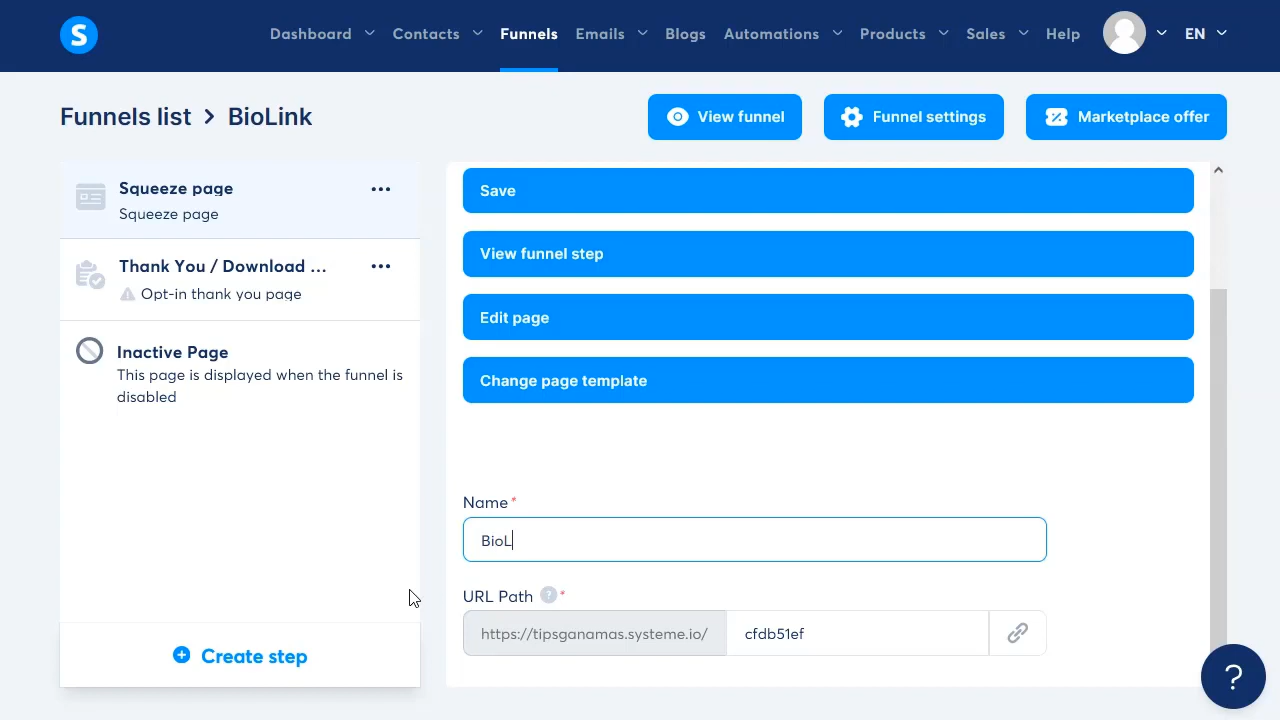 S
Dashboard Contacts Funnels Emails Blogs Automations Products Sales Help EN
Funnels list > BioLink
View funnel
Funnel settings
Marketplace offer
Squeeze page
Squeeze page
Thank You / Download ...
Opt-in thank you page
Inactive Page
This page is displayed when the funnel is
disabled
Create step
Save
View funnel step
Edit page
Change page template
Name *
BioL
URL Path ? *
https://tipsganamas.systeme.io/ cfdb51ef
?